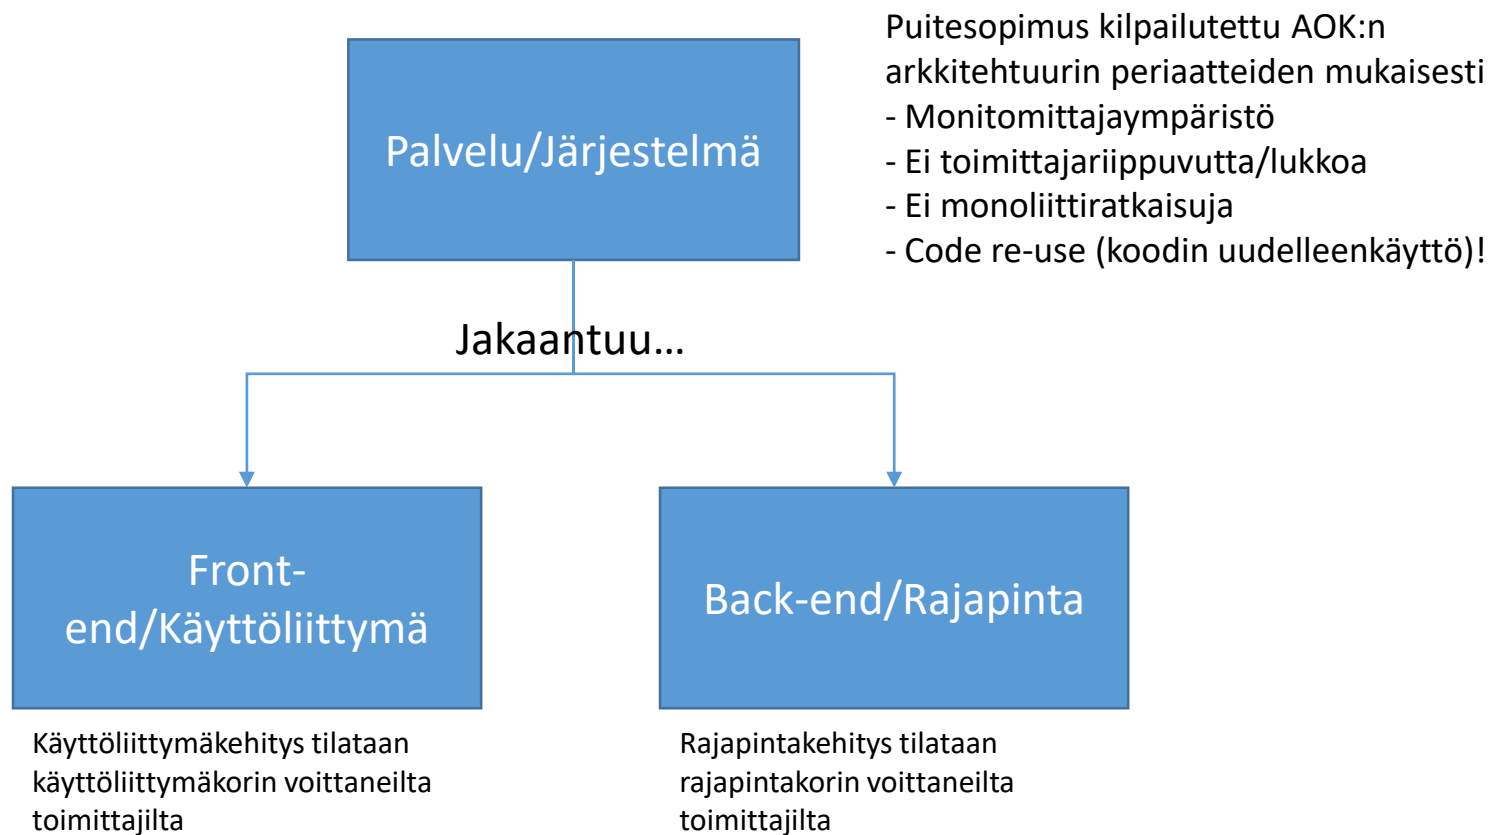 Puitesopimus kilpailutettu AOK:n
arkkitehtuurin periaatteiden mukaisesti
- Monitomittajaympäristö
- Ei toimittajariippuvutta/lukkoa
- Ei monoliittiratkaisuja
- Code re-use (koodin uudelleenkäyttö)!
Palvelu/Järjestelmä
Jakaantuu...
Front-
end/Käyttöliittymä
Back-end/Rajapinta
Käyttöliittymäkehitys tilataan
käyttöliittymäkorin voittaneilta
toimittajilta
Rajapintakehitys tilataan
rajapintakorin voittaneilta
toimittajilta